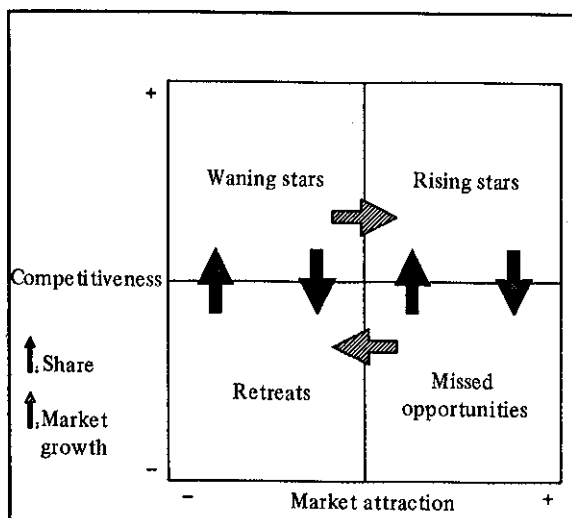 +
Waning stars
Rising stars
Competitiveness
Share
Market
growth
Retreats
Missed
opportunities
−
− Market attraction +